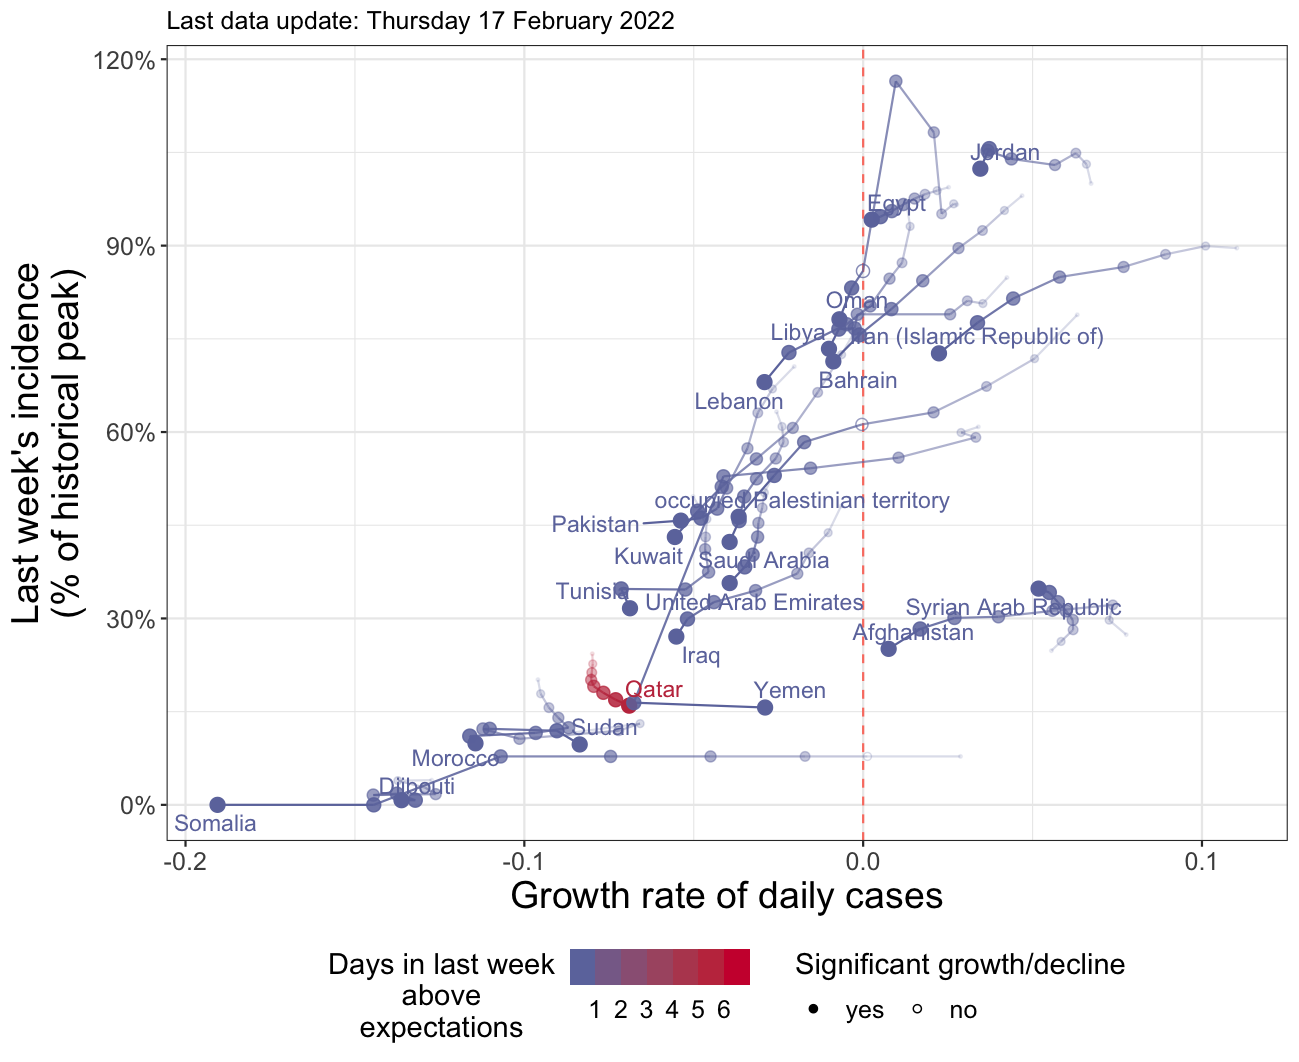 Last data update: Thursday 17 February 2022
120%
90%
60%
30%
0%
Last week's incidence
(% of historical peak)
Jordan
Egypt
Oman
Libya
Iran (Islamic Republic of)
Bahrain
Lebanon
occupied Palestinian territory
Pakistan
Kuwait
Saudi Arabia
Tunisia
United Arab Emirates
Syrian Arab Republic
Afghanistan
Iraq
Qatar
Yemen
Sudan
Morocco
Djibouti
Somalia
-0.2
-0.1
0.0
0.1
Growth rate of daily cases
Days in last week
above
expectations
1 2 3 4 5 6
Significant growth/decline
yes
no